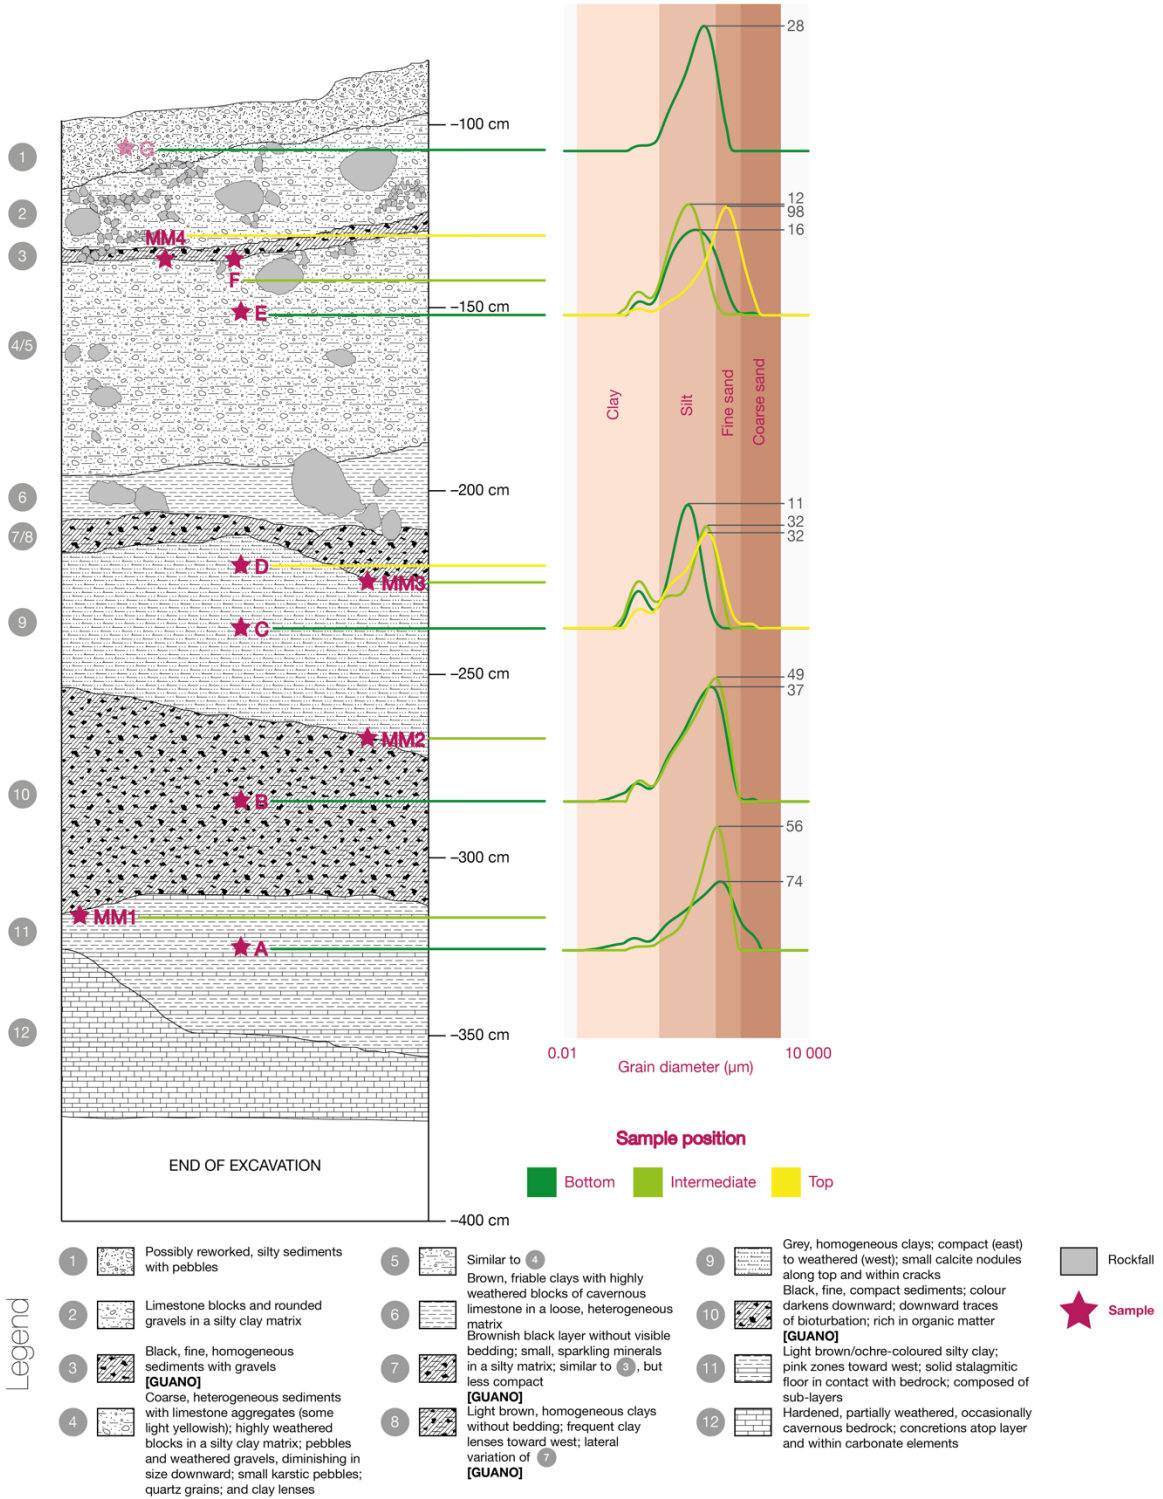 28
−100 cm
G
1
12
98
2
16
MM4
3
F
−150 cm
E
4/5
Clay
Silt
Fine sand
Coarse sand
−200 cm
6
11
32
32
7/8
D
MM3
9
C
−250 cm
49
37
MM2
10
B
56
−300 cm
74
MM1
11
A
12
−350 cm
0.01
10 000
Grain diameter (µm)
Sample position
END OF EXCAVATION
Bottom
Intermediate
Top
−400 cm
Legend
1
Possibly reworked, silty sediments
with pebbles
2
Limestone blocks and rounded
gravels in a silty clay matrix
3
Black, fine, homogeneous
sediments with gravels
[GUANO]
4
Coarse, heterogeneous sediments
with limestone aggregates (some
light yellowish); highly weathered
blocks in a silty clay matrix; pebbles
and weathered gravels, diminishing in
size downward; small karstic pebbles;
quartz grains; and clay lenses
5
Similar to 4
6
Brown, friable clays with highly
weathered blocks of cavernous
limestone in a loose, heterogeneous
matrix
7
Brownish black layer without visible
bedding; small, sparkling minerals
in a silty matrix; similar to 3, but
less compact
[GUANO]
8
Light brown, homogeneous clays
without bedding; frequent clay
lenses toward west; lateral
variation of 7
[GUANO]
9
Grey, homogeneous clays; compact (east)
to weathered (west); small calcite nodules
along top and within cracks
10
Black, fine, compact sediments; colour
darkens downward; downward traces
of bioturbation; rich in organic matter
[GUANO]
11
Light brown/ochre-coloured silty clay;
pink zones toward west; solid stalagmitic
floor in contact with bedrock; composed of
sub-layers
12
Hardened, partially weathered, occasionally
cavernous bedrock; concretions atop layer
and within carbonate elements
Rockfall
Sample